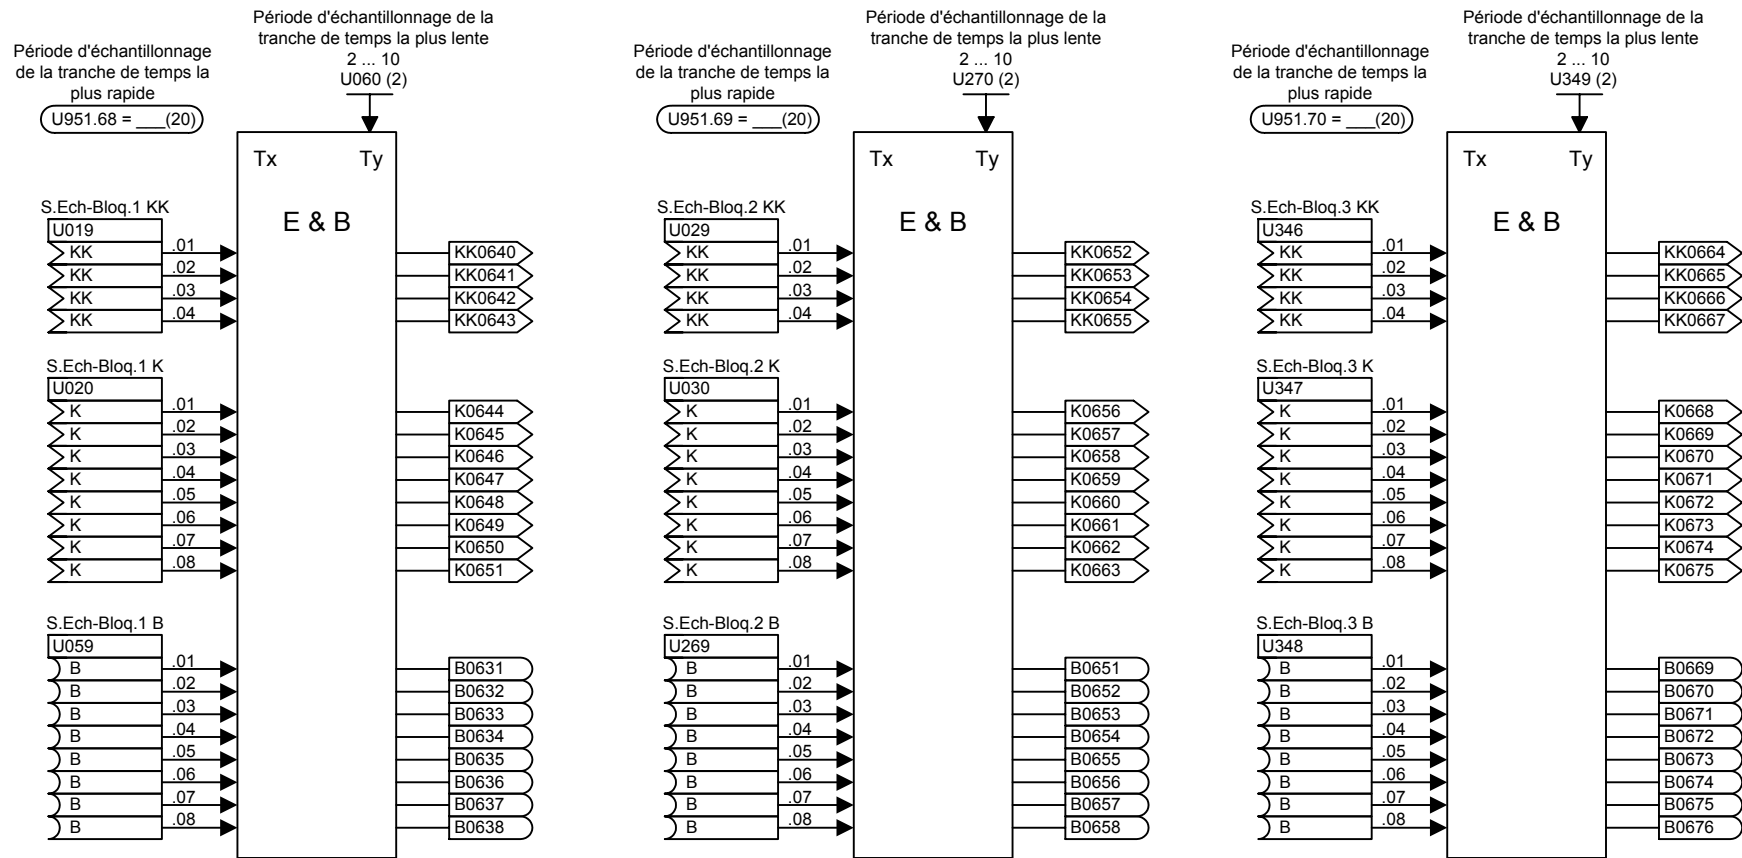 Période d'échantillonnage
de la tranche de temps la
plus rapide
U951.68 = ___(20)
Période d'échantillonnage de la
tranche de temps la plus lente
2 ... 10
U060 (2)
Tx Ty
E & B
S.Ech-Bloq.1 KK
U019
KK .01 KK0640
KK .02 KK0641
KK .03 KK0642
KK .04 KK0643
S.Ech-Bloq.1 K
U020
K .01 K0644
K .02 K0645
K .03 K0646
K .04 K0647
K .05 K0648
K .06 K0649
K .07 K0650
K .08 K0651
S.Ech-Bloq.1 B
U059
B .01 B0631
B .02 B0632
B .03 B0633
B .04 B0634
B .05 B0635
B .06 B0636
B .07 B0637
B .08 B0638
Période d'échantillonnage
de la tranche de temps la
plus rapide
U951.69 = ___(20)
Période d'échantillonnage de la
tranche de temps la plus lente
2 ... 10
U270 (2)
Tx Ty
E & B
S.Ech-Bloq.2 KK
U029
KK .01 KK0652
KK .02 KK0653
KK .03 KK0654
KK .04 KK0655
S.Ech-Bloq.2 K
U030
K .01 K0656
K .02 K0657
K .03 K0658
K .04 K0659
K .05 K0660
K .06 K0661
K .07 K0662
K .08 K0663
S.Ech-Bloq.2 B
U269
B .01 B0651
B .02 B0652
B .03 B0653
B .04 B0654
B .05 B0655
B .06 B0656
B .07 B0657
B .08 B0658
Période d'échantillonnage
de la tranche de temps la
plus rapide
U951.70 = ___(20)
Période d'échantillonnage de la
tranche de temps la plus lente
2 ... 10
U349 (2)
Tx Ty
E & B
S.Ech-Bloq.3 KK
U346
KK .01 KK0664
KK .02 KK0665
KK .03 KK0666
KK .04 KK0667
S.Ech-Bloq.3 K
U347
K .01 K0668
K .02 K0669
K .03 K0670
K .04 K0671
K .05 K0672
K .06 K0673
K .07 K0674
K .08 K0675
S.Ech-Bloq.3 B
U348
B .01 B0669
B .02 B0670
B .03 B0671
B .04 B0672
B .05 B0673
B .06 B0674
B .07 B0675
B .08 B0676